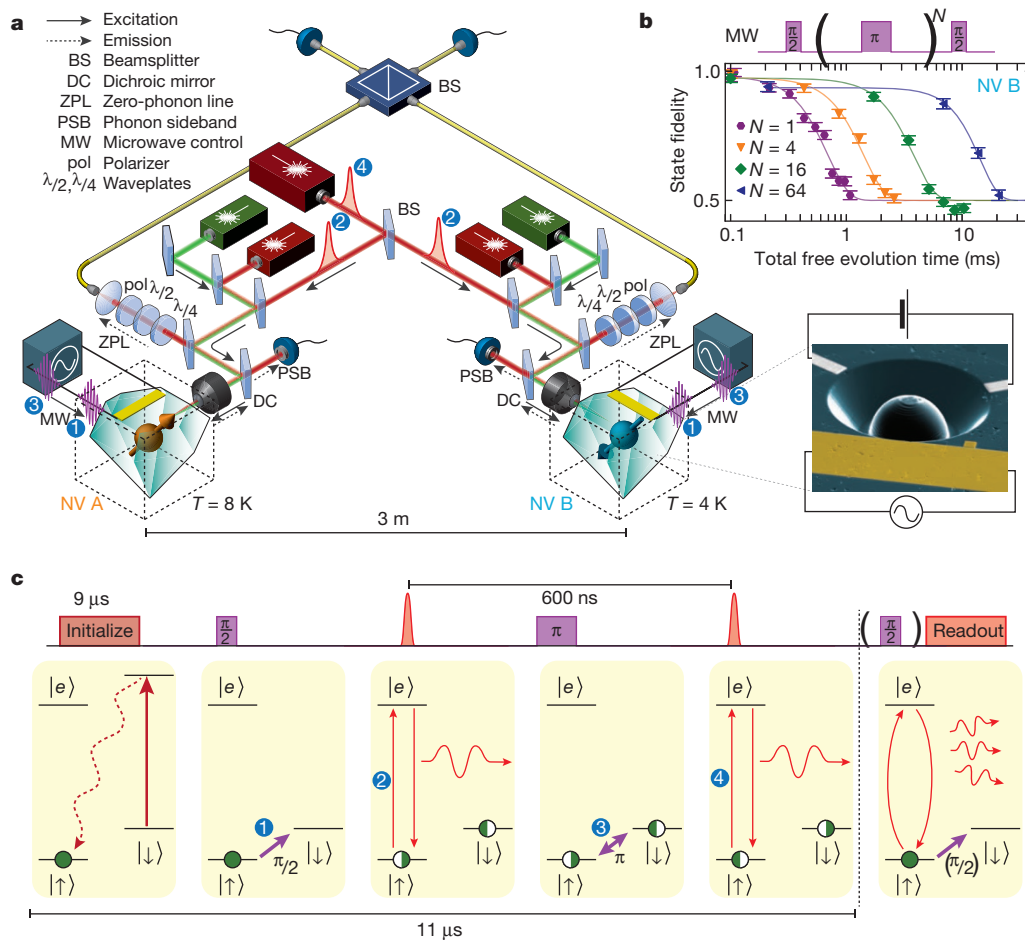 a
Excitation
Emission
BS Beamsplitter
DC Dichroic mirror
ZPL Zero-phonon line
PSB Phonon sideband
MW Microwave control
pol Polarizer
λ/2,λ/4 Waveplates
BS
4
2
BS
2
pol λ/2 λ/4
λ/4 λ/2 pol
ZPL
ZPL
PSB
PSB
3
MW
1
DC
DC
1
MW
3
NV A
T = 8 K
NV B
T = 4 K
3 m
b
MW π/2 ( π )N π/2
NV B
State fidelity
1.0
0.5
N = 1
N = 4
N = 16
N = 64
0.1 1 10
Total free evolution time (ms)
c
9 μs
600 ns
Initialize π/2 π (π/2) Readout
|e⟩ |e⟩ |e⟩ |e⟩ |e⟩ |e⟩
2
4
1
3
π/2
π
(π/2)
|↓⟩ |↓⟩ |↓⟩ |↓⟩ |↓⟩ |↓⟩
|↑⟩ |↑⟩ |↑⟩ |↑⟩ |↑⟩ |↑⟩
11 μs